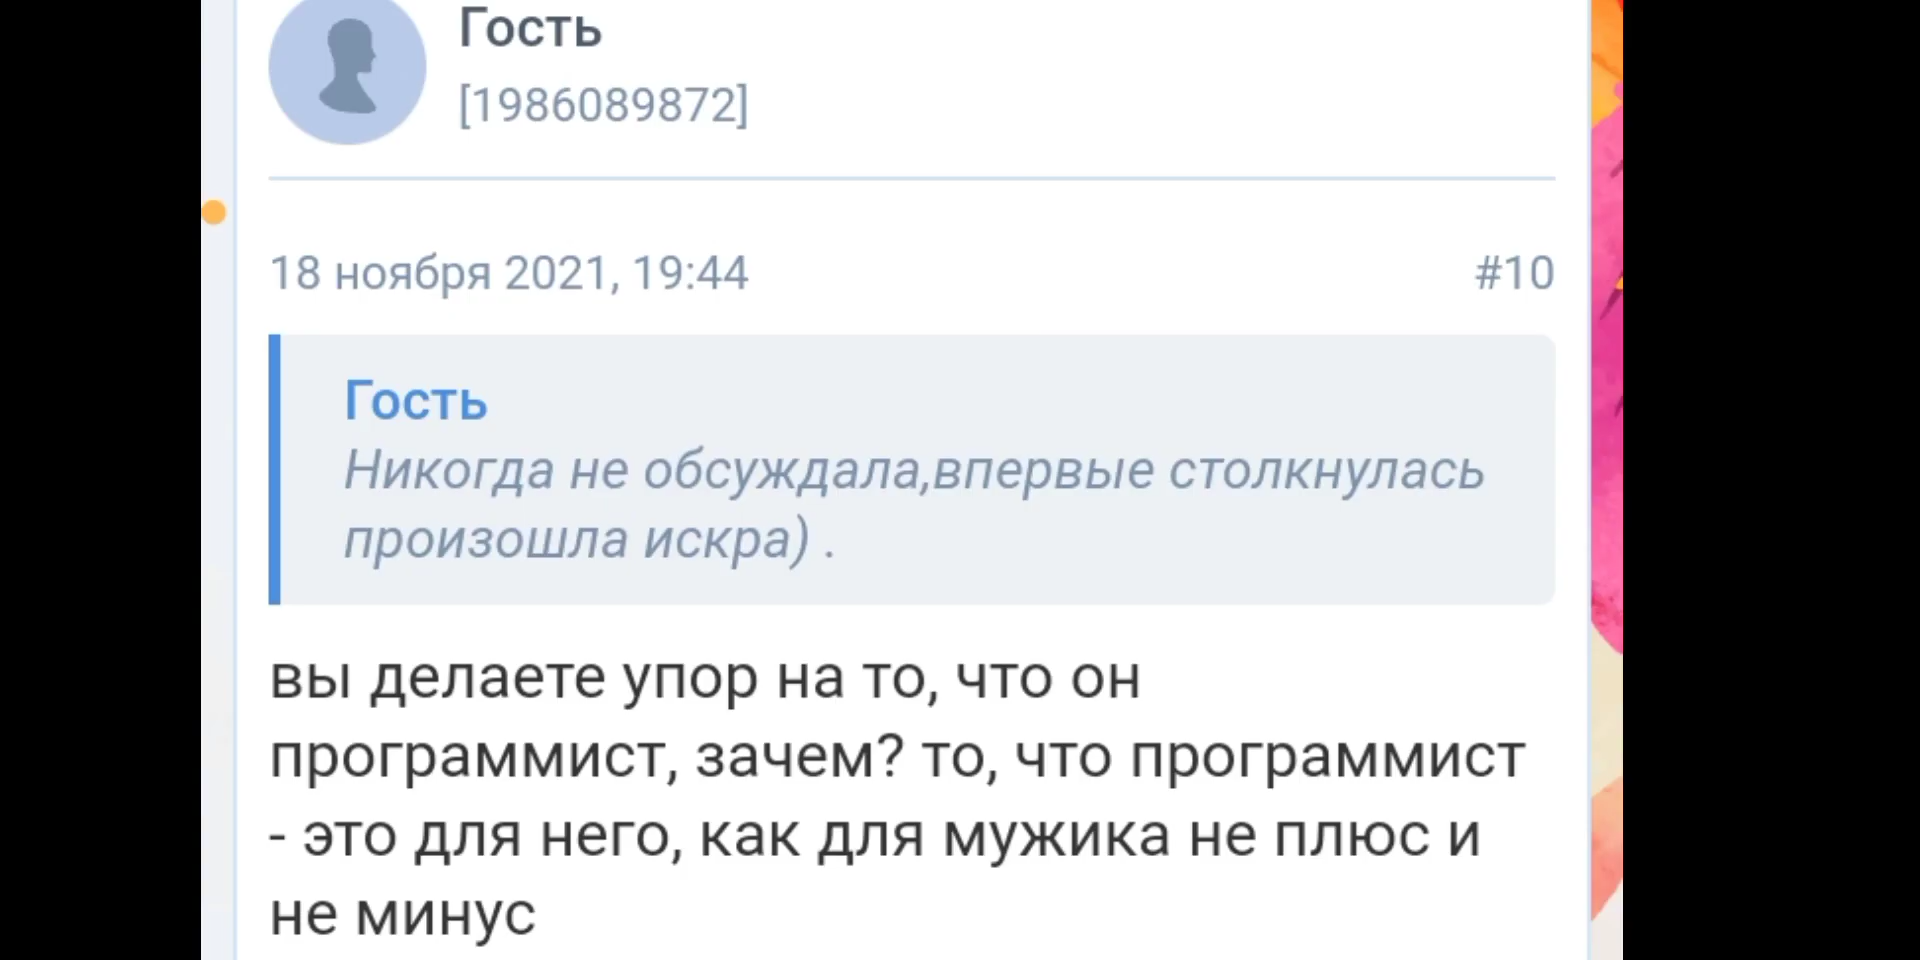 Гость
[1986089872]
18 ноября 2021, 19:44
#10
Гость
Никогда не обсуждала,впервые столкнулась
произошла искра) .
вы делаете упор на то, что он
программист, зачем? то, что программист
- это для него, как для мужика не плюс и
не минус